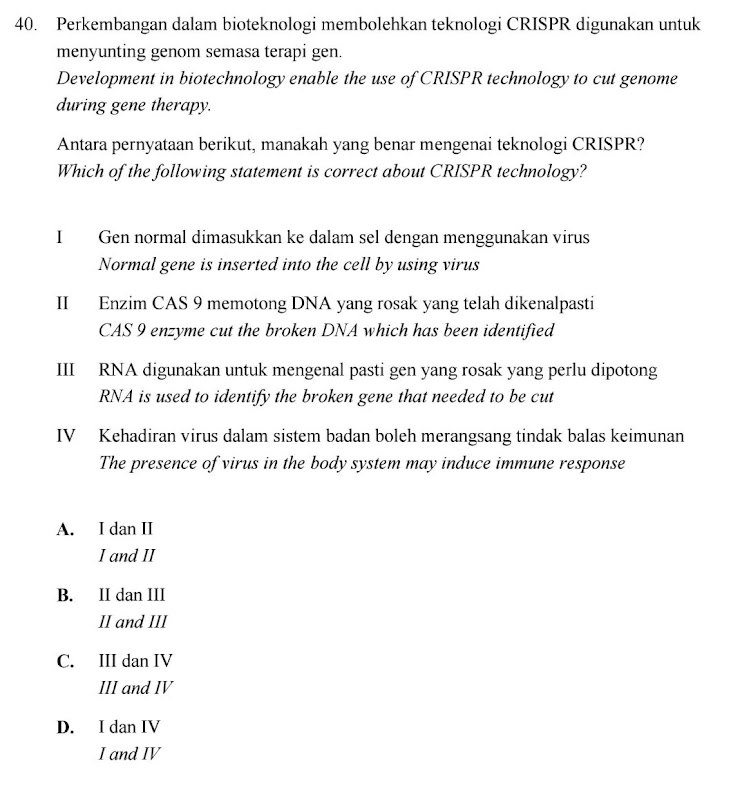 40. Perkembangan dalam bioteknologi membolehkan teknologi CRISPR digunakan untuk
menyunting genom semasa terapi gen.
Development in biotechnology enable the use of CRISPR technology to cut genome
during gene therapy.
Antara pernyataan berikut, manakah yang benar mengenai teknologi CRISPR?
Which of the following statement is correct about CRISPR technology?
I Gen normal dimasukkan ke dalam sel dengan menggunakan virus
Normal gene is inserted into the cell by using virus
II Enzim CAS 9 memotong DNA yang rosak yang telah dikenalpasti
CAS 9 enzyme cut the broken DNA which has been identified
III RNA digunakan untuk mengenal pasti gen yang rosak yang perlu dipotong
RNA is used to identify the broken gene that needed to be cut
IV Kehadiran virus dalam sistem badan boleh merangsang tindak balas keimunan
The presence of virus in the body system may induce immune response
A. I dan II
I and II
B. II dan III
II and III
C. III dan IV
III and IV
D. I dan IV
I and IV